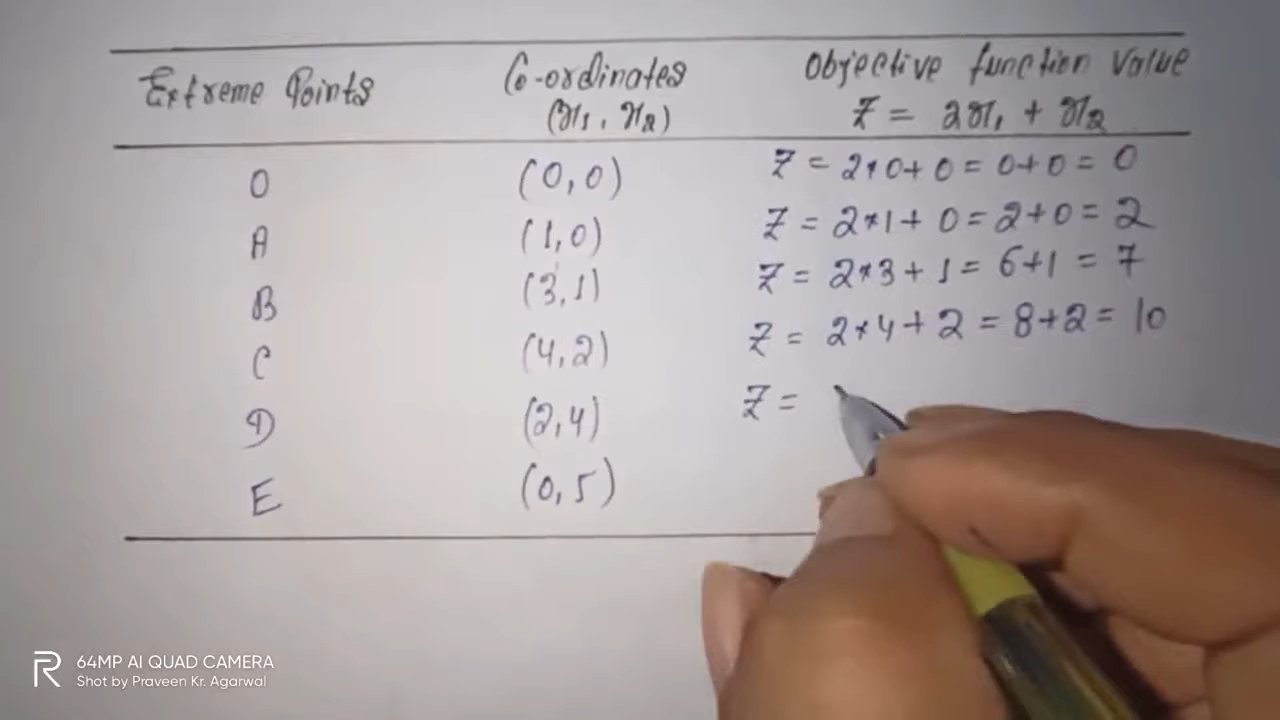 Extreme Points Co-ordinates Objective function Value
(x1, x2) Z = 2x1 + x2
O (0,0) Z = 2*0+ 0 = 0+0 = 0
A (1,0) Z = 2*1+ 0 = 2+0 = 2
B (3,1) Z = 2*3 + 1 = 6+1 = 7
C (4,2) Z = 2*4 + 2 = 8+2 = 10
D (2,4) Z =
E (0,5)
64MP AI QUAD CAMERA
Shot by Praveen Kr. Agarwal